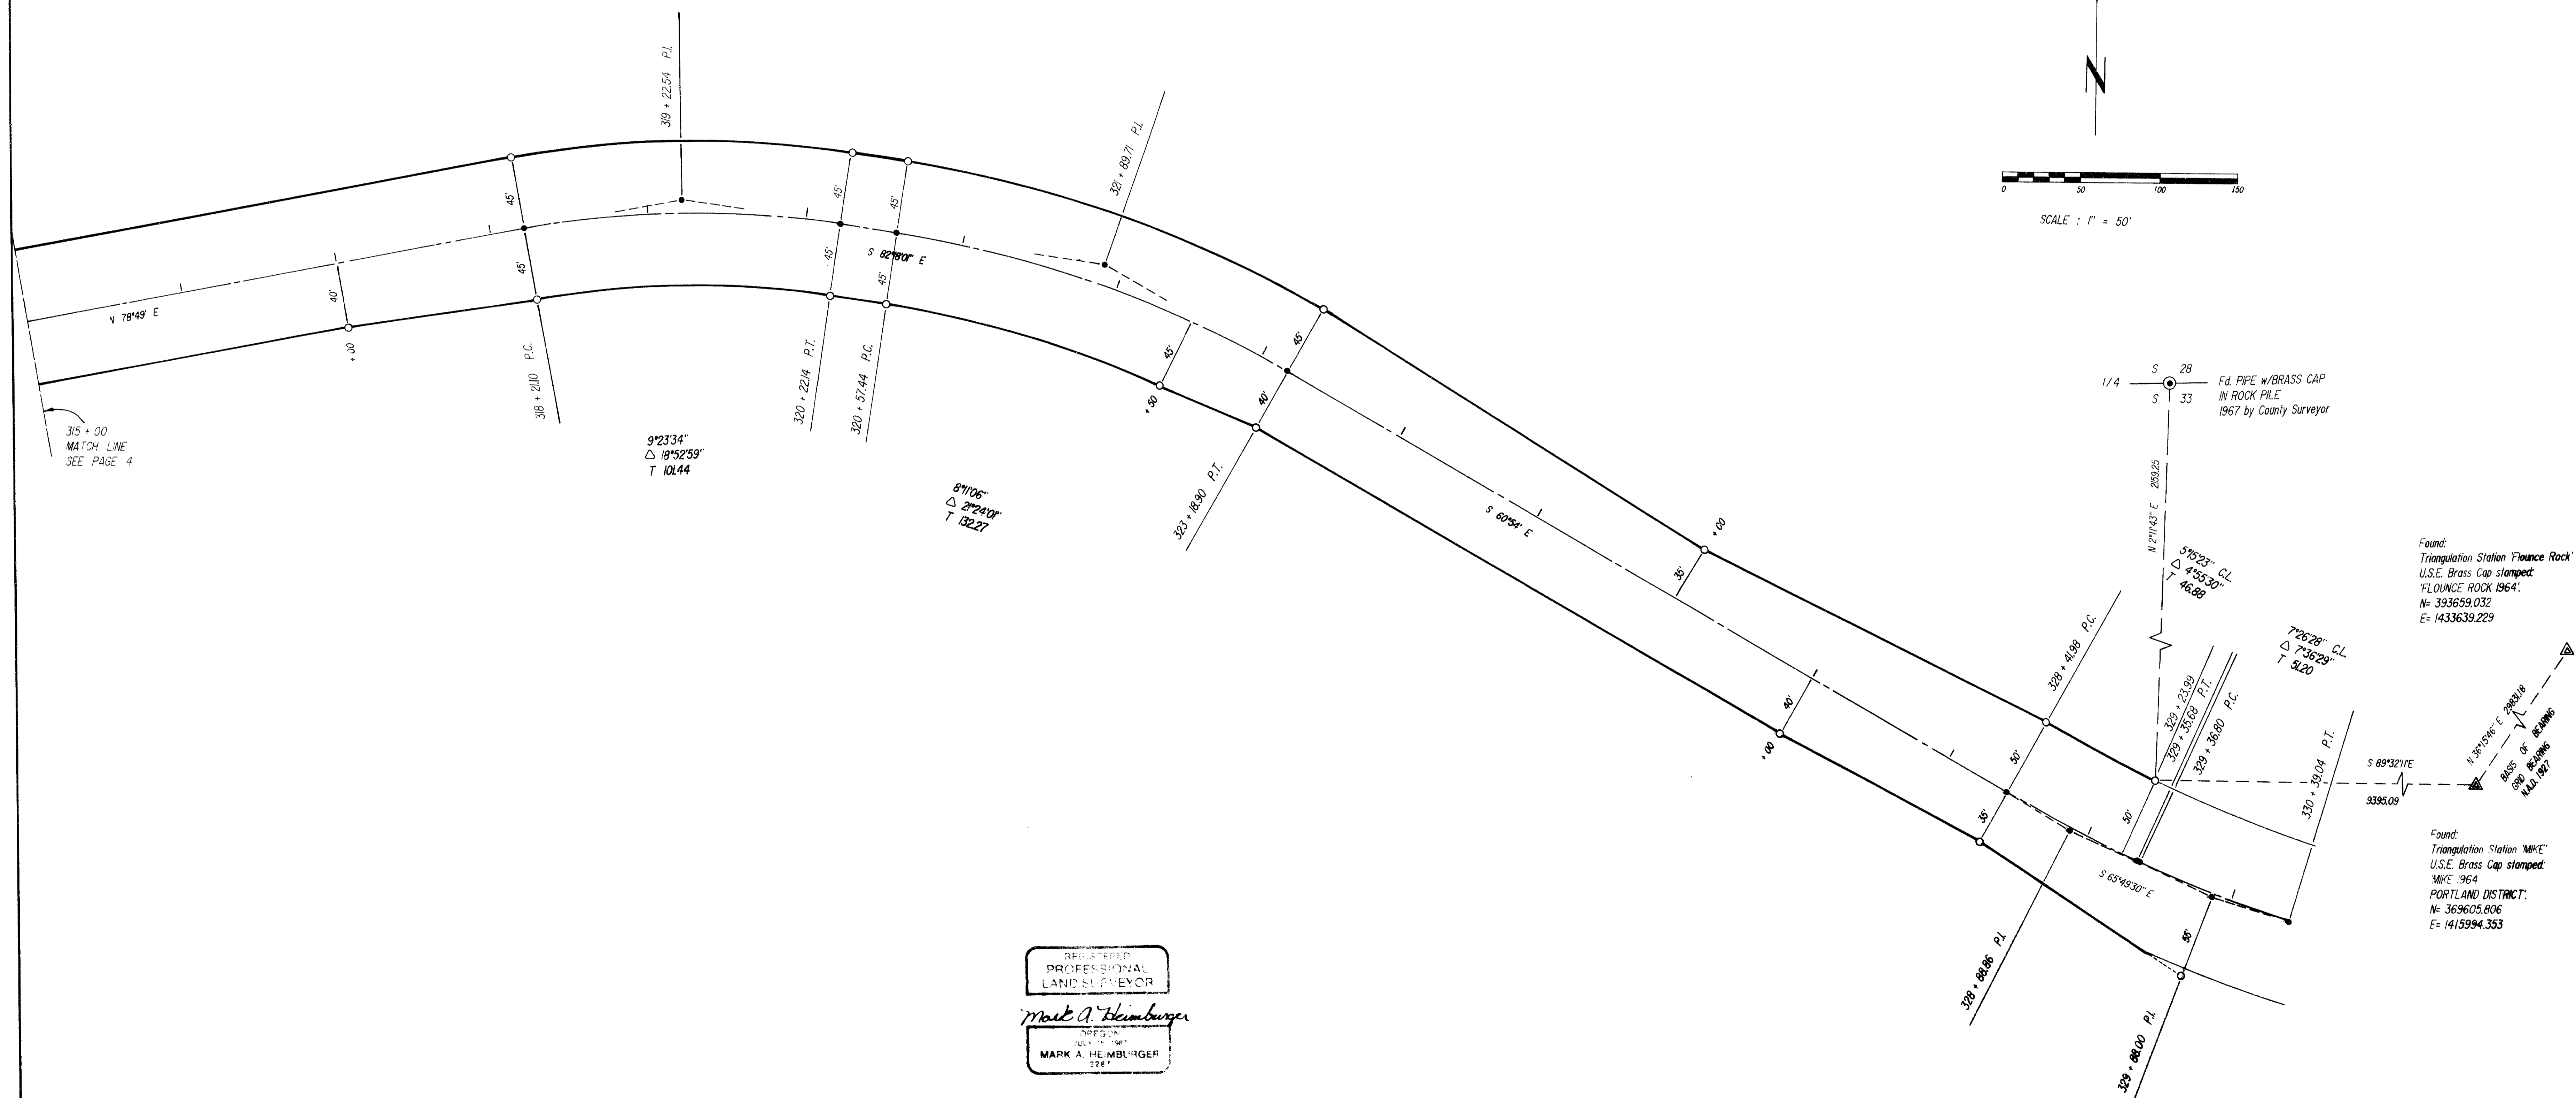 319 + 22.54 P.I.
321 + 89.71 P.I.
N
0 50 100 150
SCALE : 1" = 50'
45'
45'
45'
45'
45'
45'
40'
N 78°49' E
S 82°18'01" E
+ 00
318 + 21.10 P.C.
320 + 22.14 P.T.
320 + 57.44 P.C.
315 + 00
MATCH LINE
SEE PAGE 4
9°23'34"
△ 18°52'59"
T 101.44
8°11'06"
△ 21°24'01"
T 132.27
45'
+ 50
45'
40'
323 + 18.90 P.T.
S 60°54' E
+ 00
35'
40'
+ 00
1/4
S 28
S 33
Fd. PIPE w/BRASS CAP
IN ROCK PILE
1967 by County Surveyor
N 2°11'43" E 2159.25
5°15'23" C.L.
△ 4°55'30"
T 46.88
7°26'28" C.L.
△ 7°36'29"
T 51.20
328 + 41.98 P.C.
329 + 23.99
329 + 35.68 P.T.
329 + 36.80 P.C.
330 + 39.04 P.T.
50'
35'
50'
S 65°49'30" E
55'
328 + 88.86 P.I.
329 + 88.00 P.I.
S 89°32'11"E
9395.09
N 36°15'46" E 29831.18
BASIS OF BEARING
GRID BEARING
N.A.D. 1927
Found:
Triangulation Station 'Flounce Rock'
U.S.E. Brass Cap stamped:
'FLOUNCE ROCK 1964'.
N= 393659.032
E= 1433639.229
Found:
Triangulation Station 'MIKE'
U.S.E. Brass Cap stamped:
'MIKE 1964
PORTLAND DISTRICT'.
N= 369605.806
E= 1415994.353
REGISTERED
PROFESSIONAL
LAND SURVEYOR
Mark A. Heimburger
OREGON
MARK A. HEIMBURGER